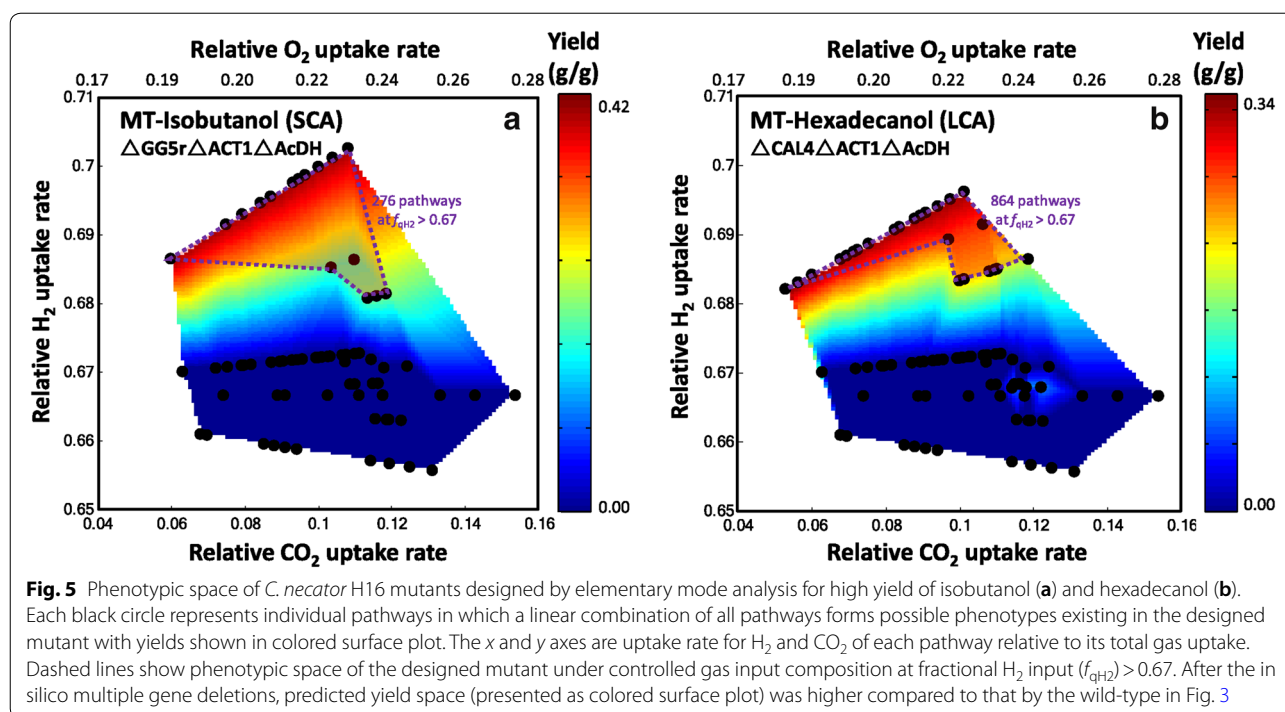 Relative O2 uptake rate
Yield
(g/g)
0.17 0.19 0.20 0.22 0.24 0.26 0.28
0.71
0.7
0.69
0.68
0.67
0.66
0.65
Relative H2 uptake rate
MT-Isobutanol (SCA)
a
△GG5r△ACT1△AcDH
276 pathways
at fqH2 > 0.67
0.42
0.00
0.04 0.06 0.08 0.1 0.12 0.14 0.16
Relative CO2 uptake rate
Relative O2 uptake rate
Yield
(g/g)
0.17 0.19 0.20 0.22 0.24 0.26 0.28
0.71
0.7
0.69
0.68
0.67
0.66
0.65
Relative H2 uptake rate
MT-Hexadecanol (LCA)
b
△CAL4△ACT1△AcDH
864 pathways
at fqH2 > 0.67
0.34
0.00
0.04 0.06 0.08 0.1 0.12 0.14 0.16
Relative CO2 uptake rate
Fig. 5 Phenotypic space of C. necator H16 mutants designed by elementary mode analysis for high yield of isobutanol (a) and hexadecanol (b).
Each black circle represents individual pathways in which a linear combination of all pathways forms possible phenotypes existing in the designed
mutant with yields shown in colored surface plot. The x and y axes are uptake rate for H2 and CO2 of each pathway relative to its total gas uptake.
Dashed lines show phenotypic space of the designed mutant under controlled gas input composition at fractional H2 input (fqH2) > 0.67. After the in
silico multiple gene deletions, predicted yield space (presented as colored surface plot) was higher compared to that by the wild-type in Fig. 3